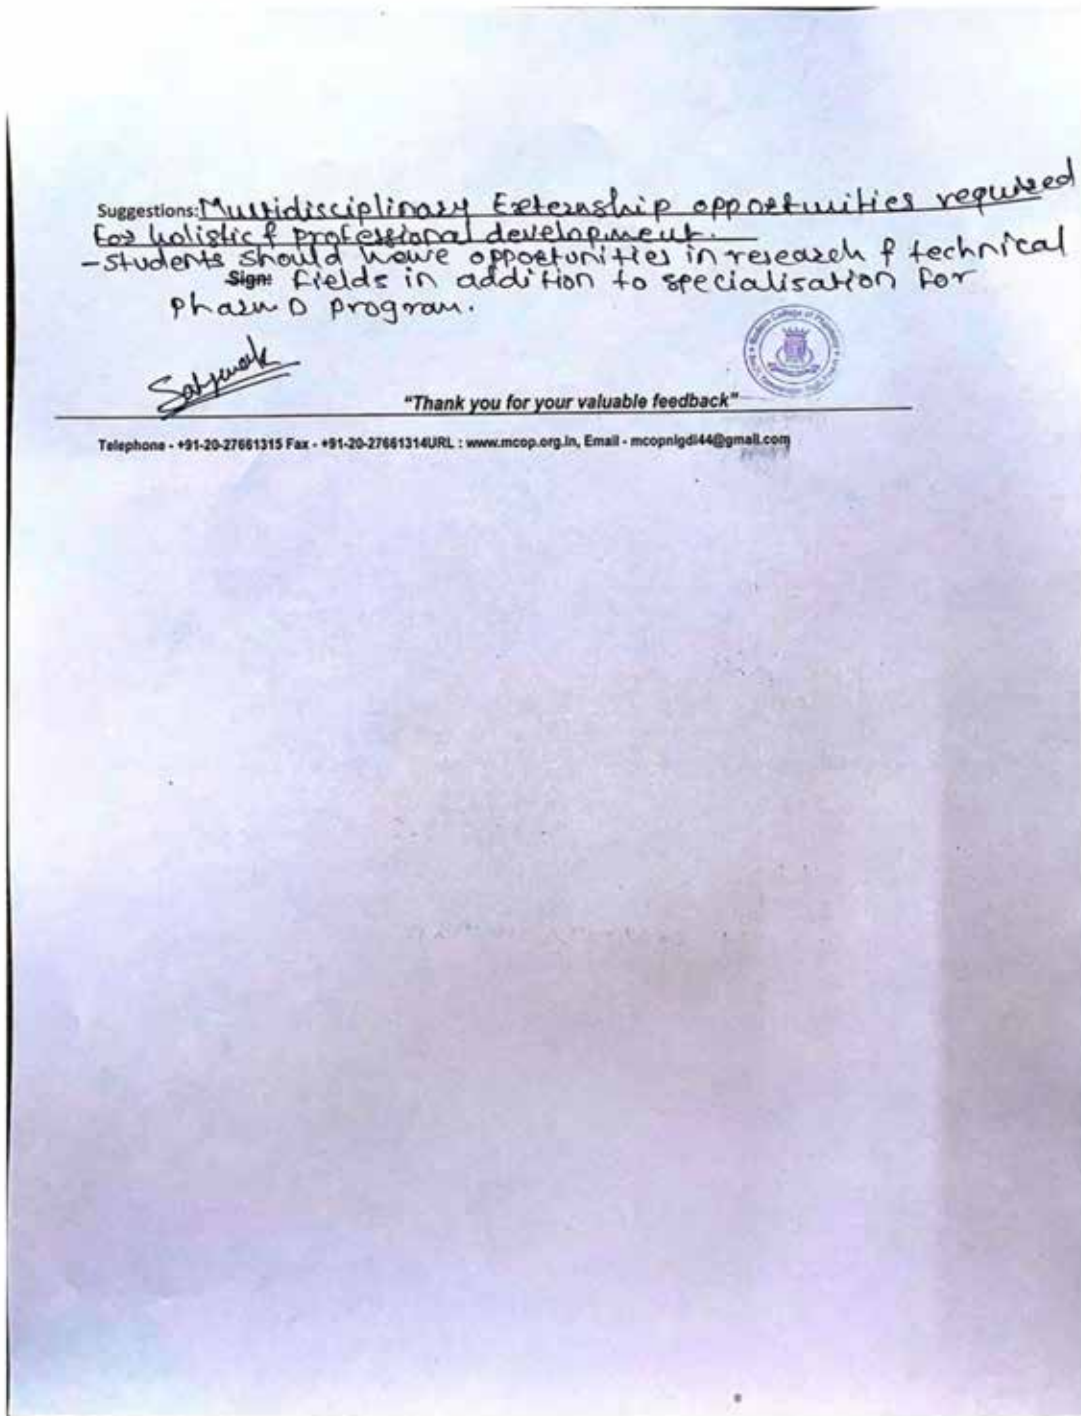 Suggestions: Multidisciplinary Externship opportunities required
for holistic & professional development.
- Students should have opportunities in research & technical
Sign: fields in addition to specialisation for
Pharm D program.
"Thank you for your valuable feedback"
Telephone - +91-20-27661315 Fax - +91-20-27661314URL : www.mcop.org.in, Email - mcopnigdi44@gmail.com